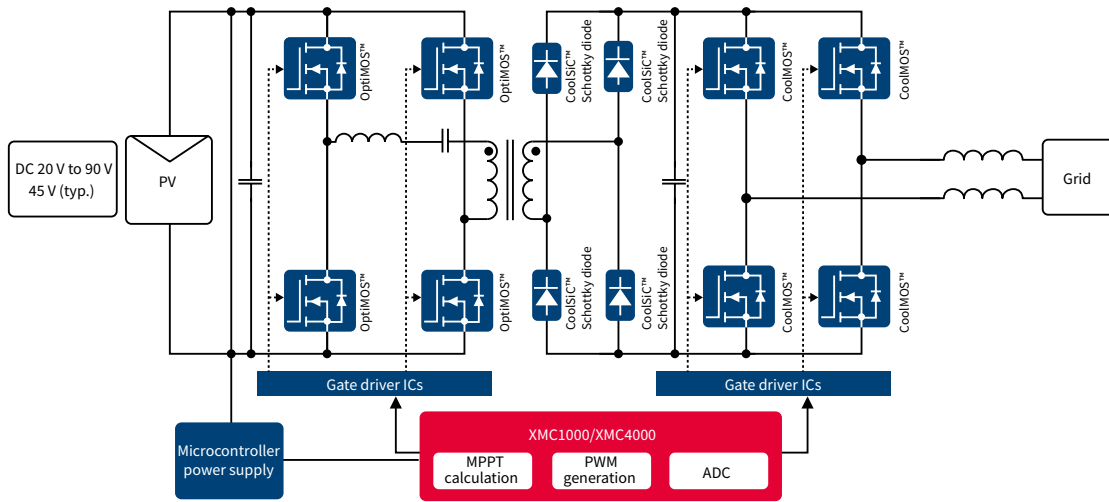 DC 20 V to 90 V
45 V (typ.)
PV
OptiMOS™
OptiMOS™
CoolSiC™
Schottky diode
CoolSiC™
Schottky diode
CoolMOS™
CoolMOS™
Grid
OptiMOS™
OptiMOS™
CoolSiC™
Schottky diode
CoolSiC™
Schottky diode
CoolMOS™
CoolMOS™
Gate driver ICs
Gate driver ICs
Microcontroller
power supply
XMC1000/XMC4000
MPPT
calculation
PWM
generation
ADC